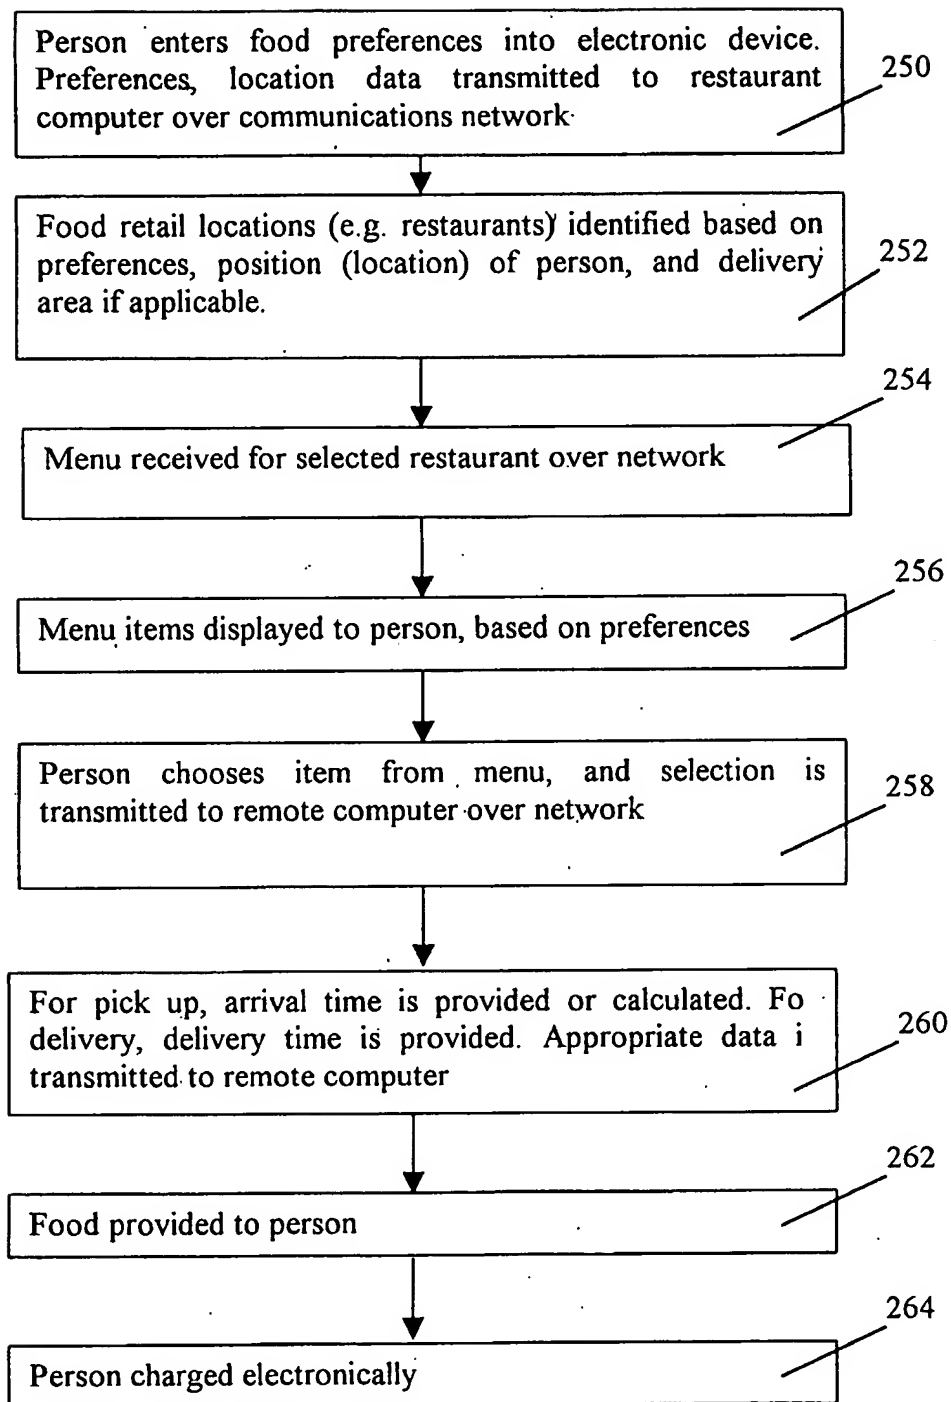 Person enters food preferences into electronic device.
Preferences, location data transmitted to restaurant
computer over communications network
250
Food retail locations (e.g. restaurants) identified based on
preferences, position (location) of person, and delivery
area if applicable.
252
254
Menu received for selected restaurant over network
256
Menu items displayed to person, based on preferences
Person chooses item from menu, and selection is
transmitted to remote computer over network
258
For pick up, arrival time is provided or calculated. Fo
delivery, delivery time is provided. Appropriate data i
transmitted to remote computer
260
262
Food provided to person
264
Person charged electronically